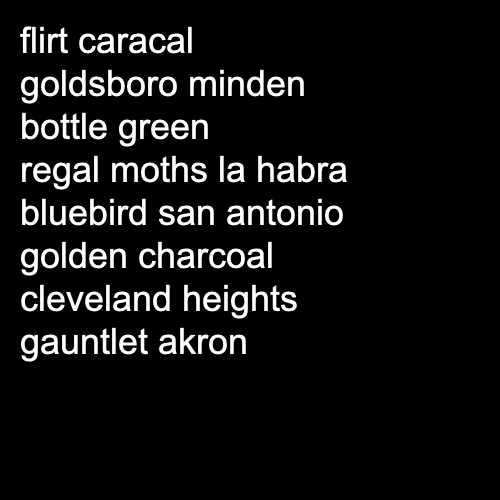 flirt caracal
goldsboro minden
bottle green
regal moths la habra
bluebird san antonio
golden charcoal
cleveland heights
gauntlet akron